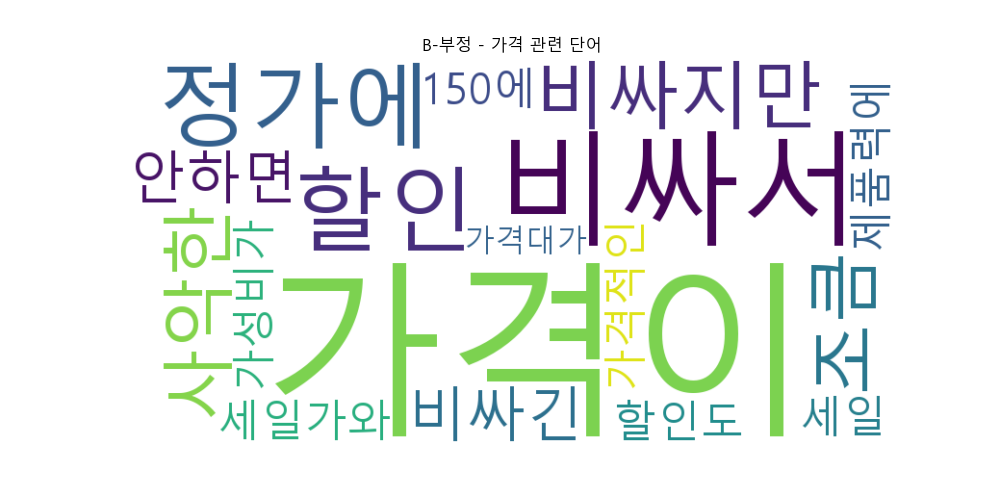 B-부정 - 가격 관련 단어
정가에
150에
비싸지만
제품력에
안하면
할인
비싸서
사악한
가성비가
가격대가
가격적인
가격이
조금
세일가와
비싸긴
할인도
세일